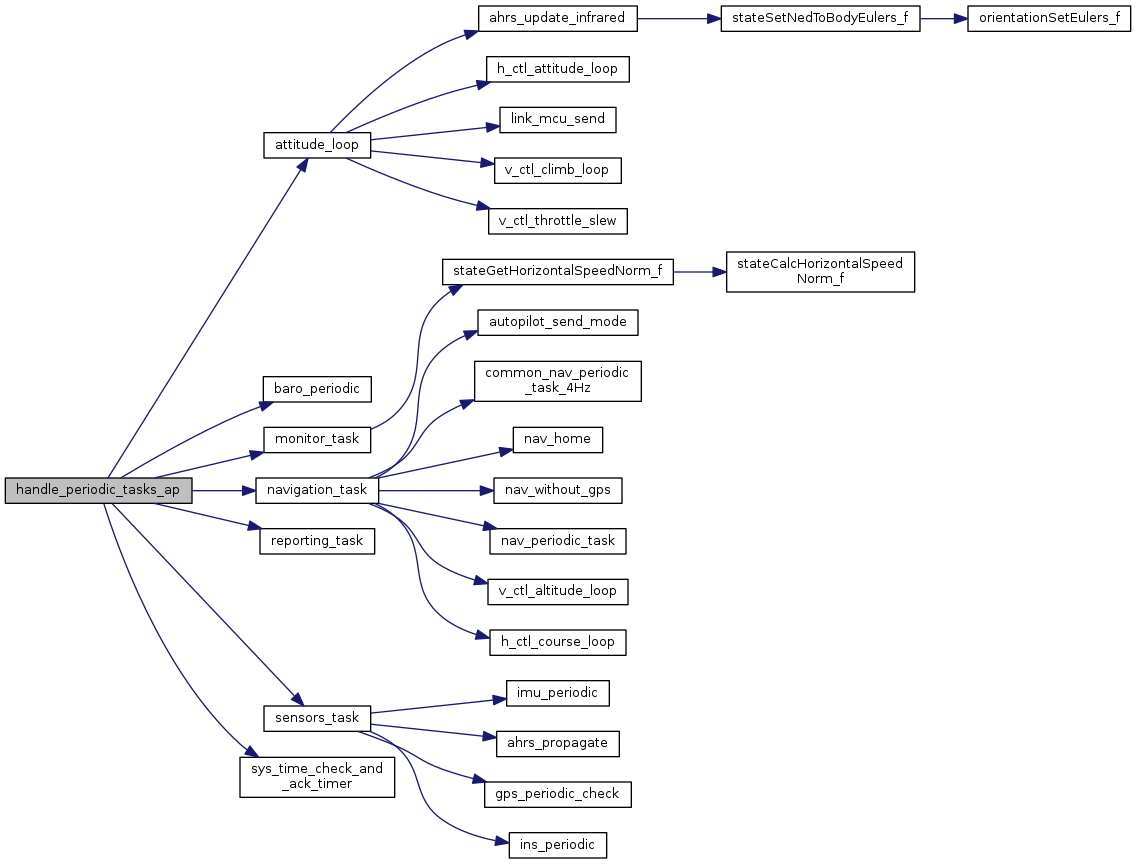 ahrs_update_infrared
stateSetNedToBodyEulers_f
orientationSetEulers_f
h_ctl_attitude_loop
link_mcu_send
attitude_loop
v_ctl_climb_loop
v_ctl_throttle_slew
stateGetHorizontalSpeedNorm_f
stateCalcHorizontalSpeed
Norm_f
autopilot_send_mode
common_nav_periodic
_task_4Hz
baro_periodic
monitor_task
nav_home
handle_periodic_tasks_ap
navigation_task
nav_without_gps
reporting_task
nav_periodic_task
v_ctl_altitude_loop
h_ctl_course_loop
imu_periodic
sensors_task
ahrs_propagate
sys_time_check_and
_ack_timer
gps_periodic_check
ins_periodic